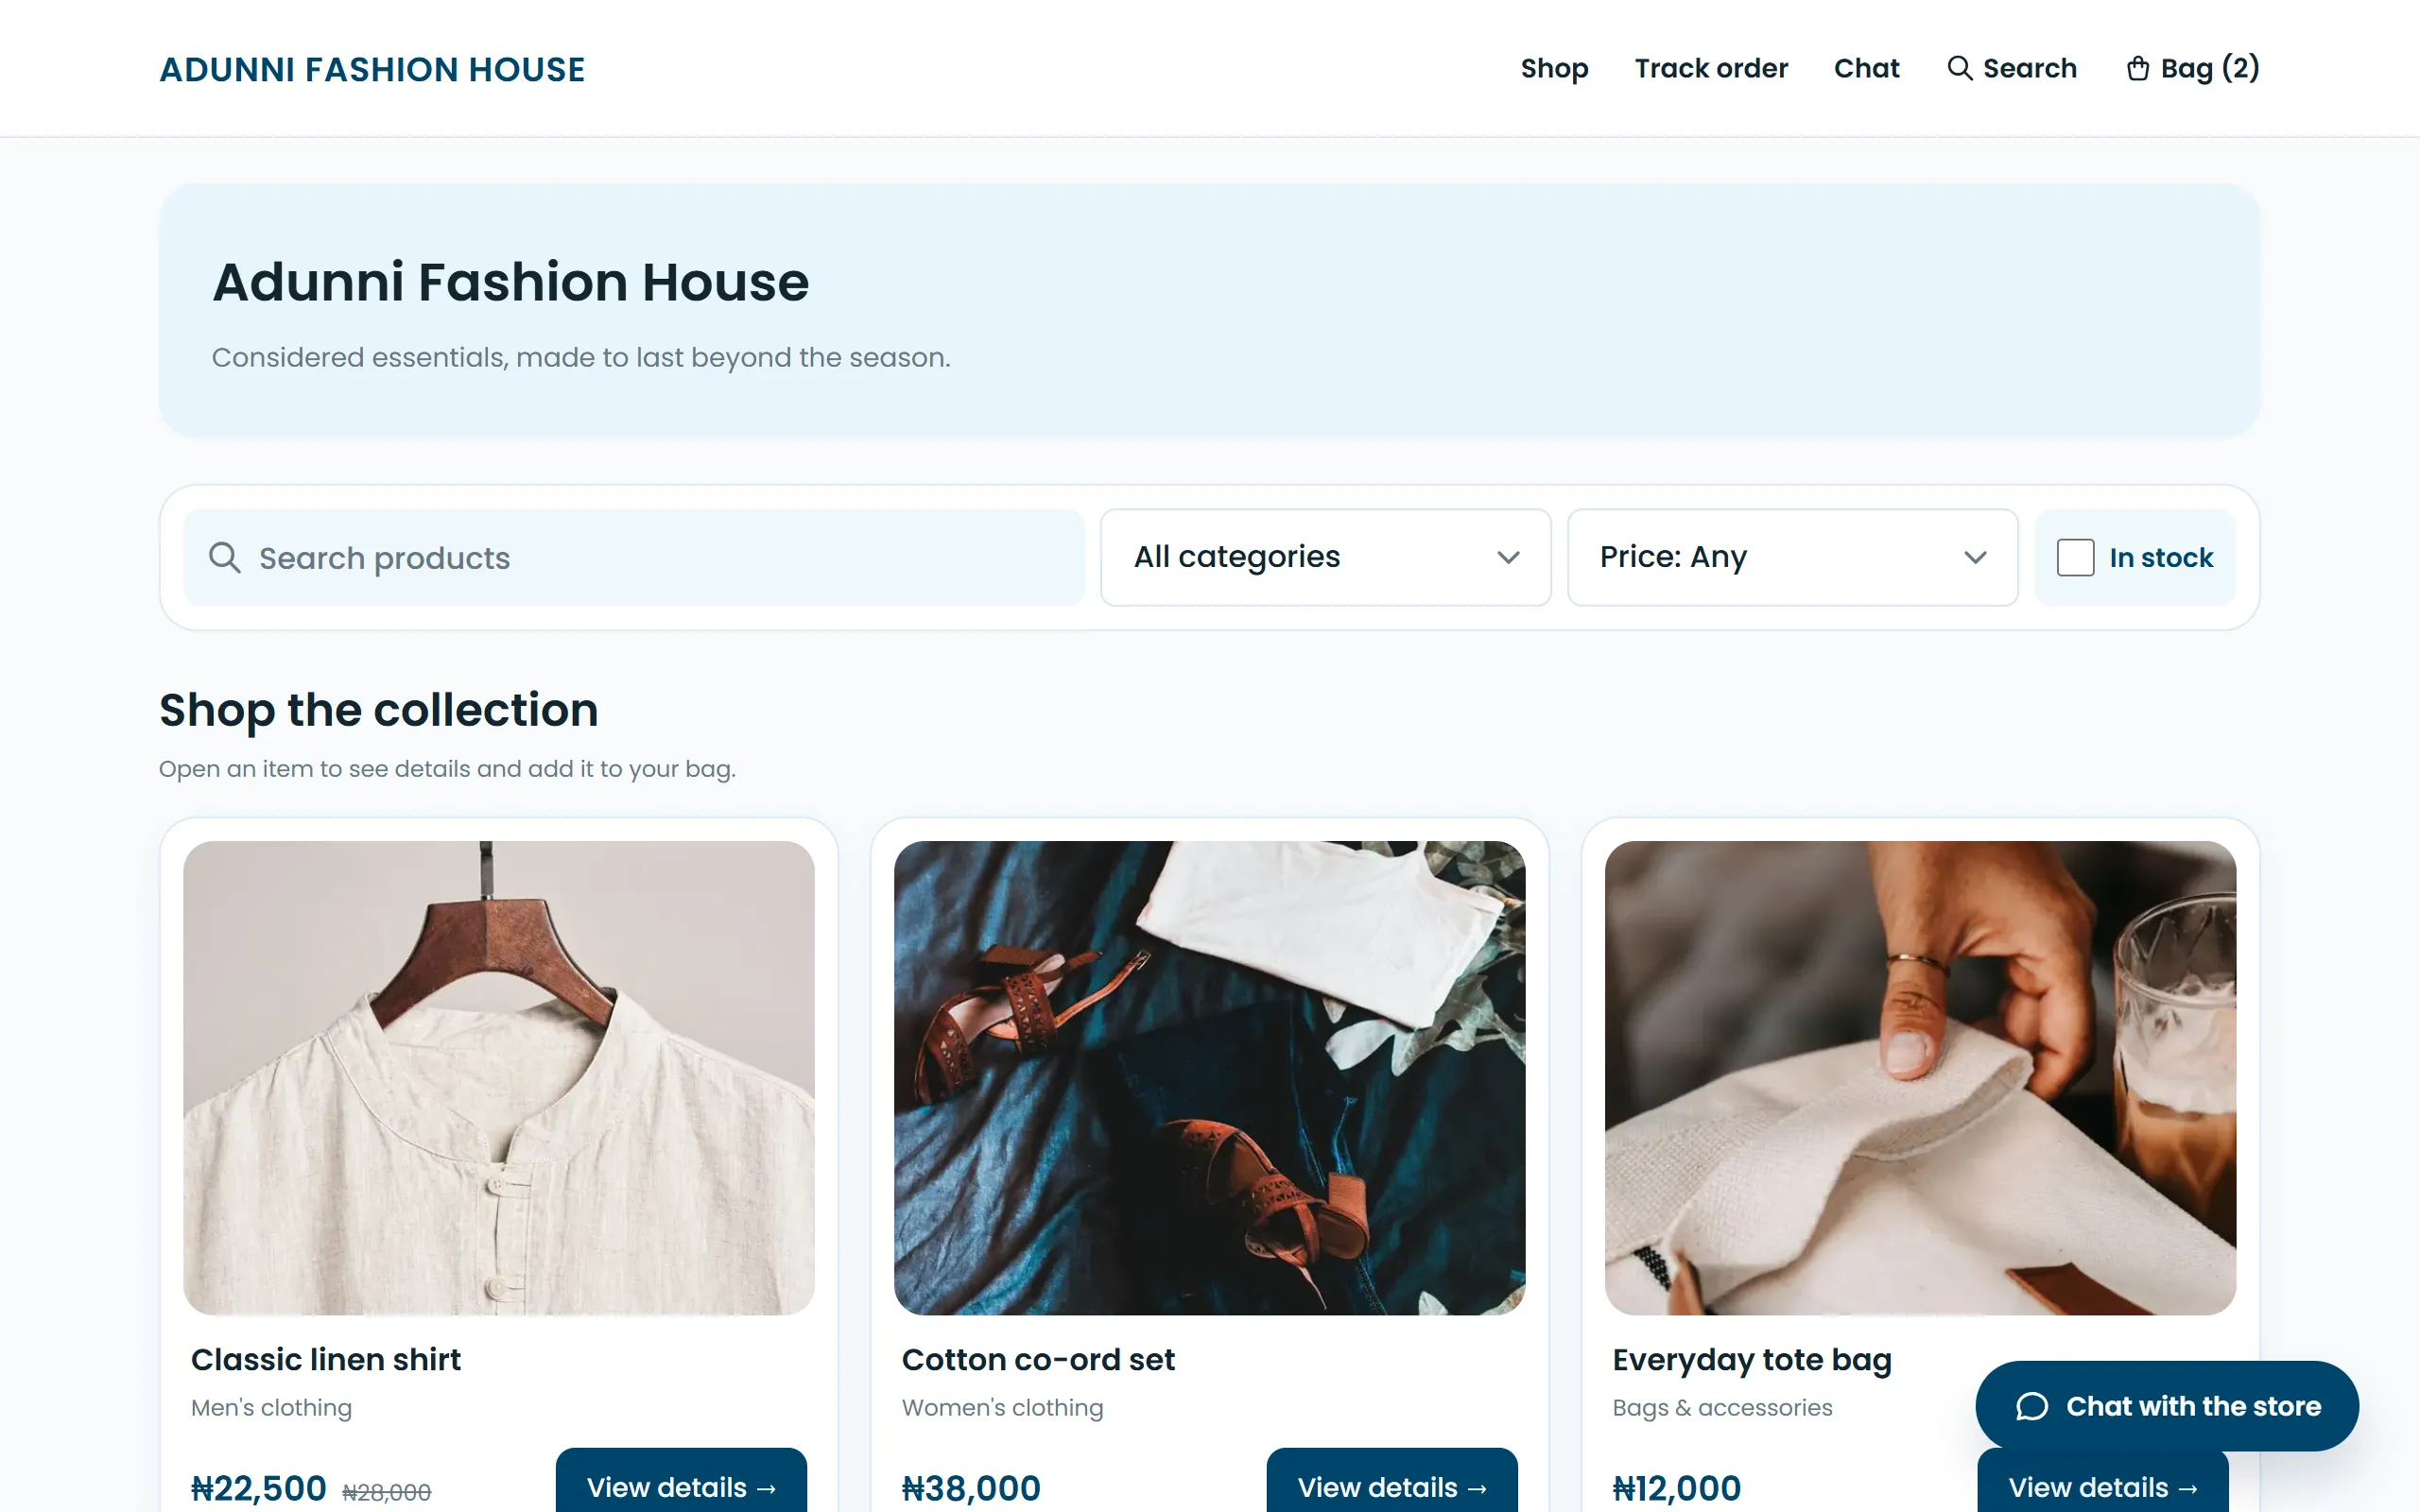 ADUNNI FASHION HOUSE
Shop Track order Chat Search Bag (2)
Adunni Fashion House
Considered essentials, made to last beyond the season.
Search products
All categories
Price: Any
In stock
Shop the collection
Open an item to see details and add it to your bag.
Classic linen shirt
Men's clothing
₦22,500 ₦28,000
View details →
Cotton co-ord set
Women's clothing
₦38,000
View details →
Everyday tote bag
Bags & accessories
₦12,000
View details →
Chat with the store